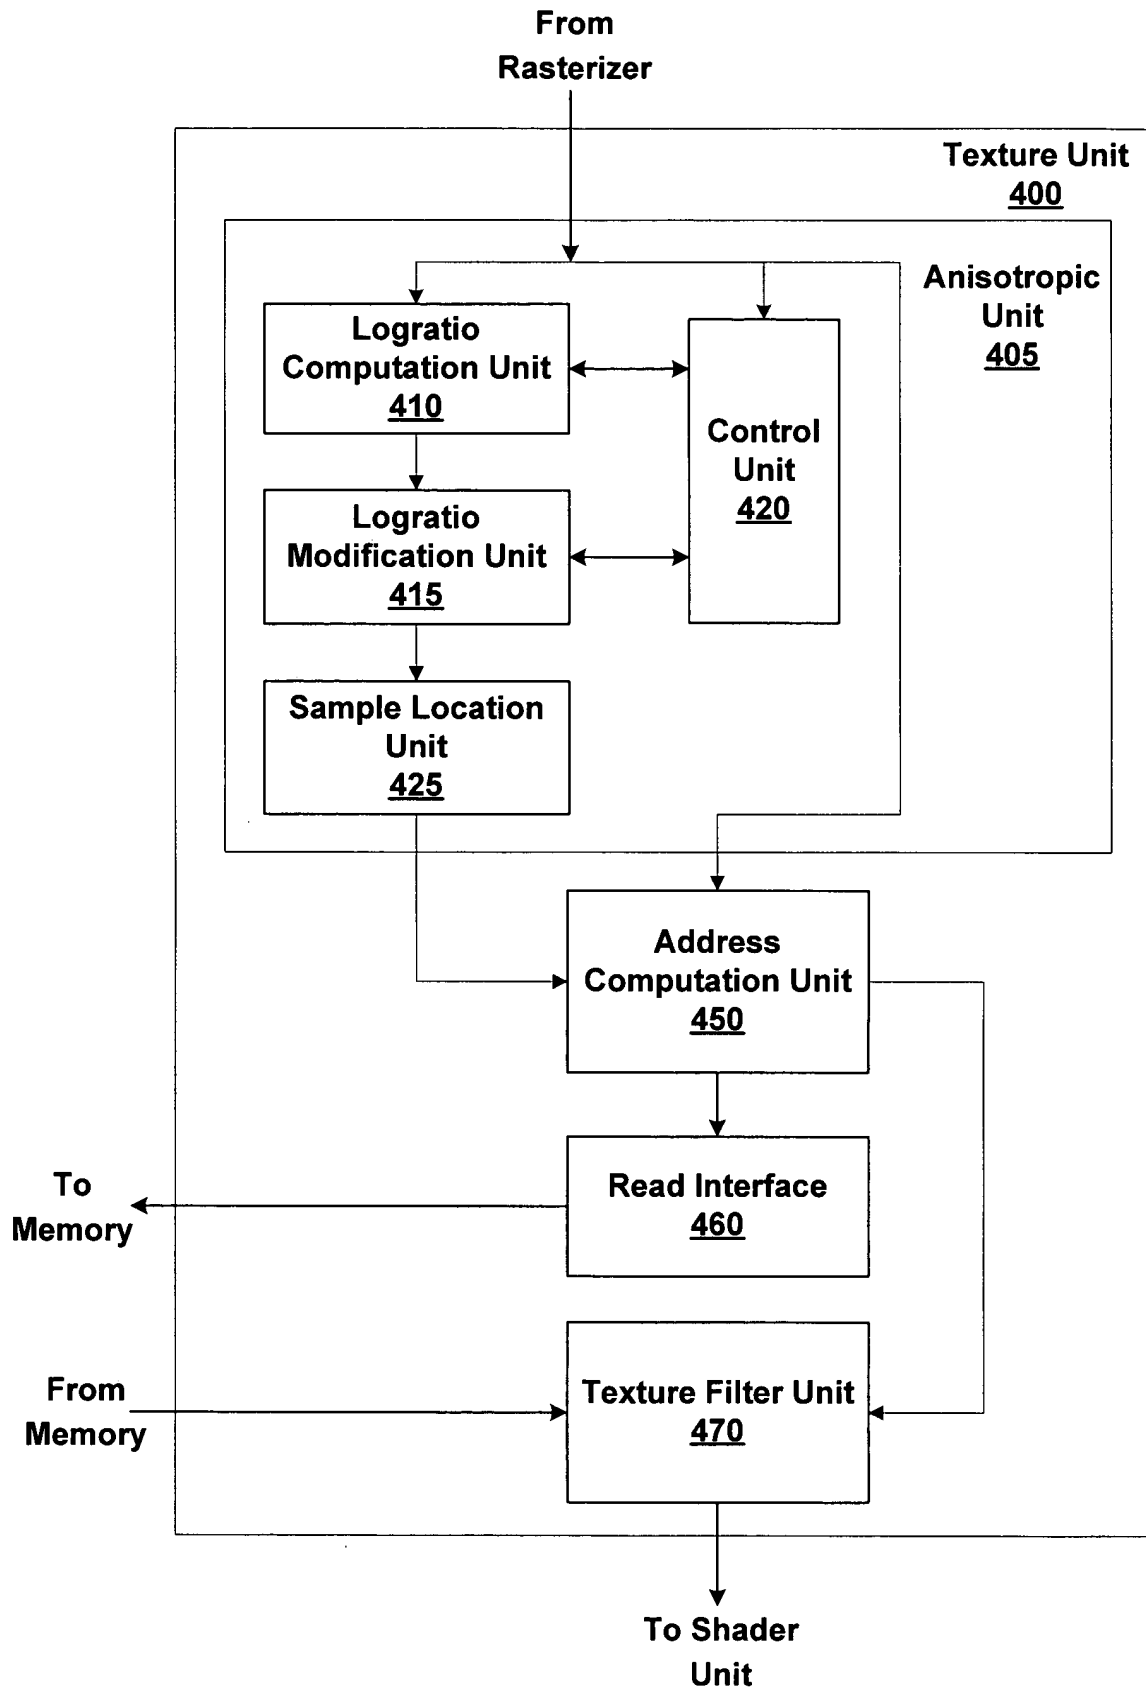 From
Rasterizer
Texture Unit
400
Anisotropic
Unit
405
Logratio
Computation Unit
410
Control
Unit
420
Logratio
Modification Unit
415
Sample Location
Unit
425
Address
Computation Unit
450
To
Memory
Read Interface
460
From
Memory
Texture Filter Unit
470
To Shader
Unit